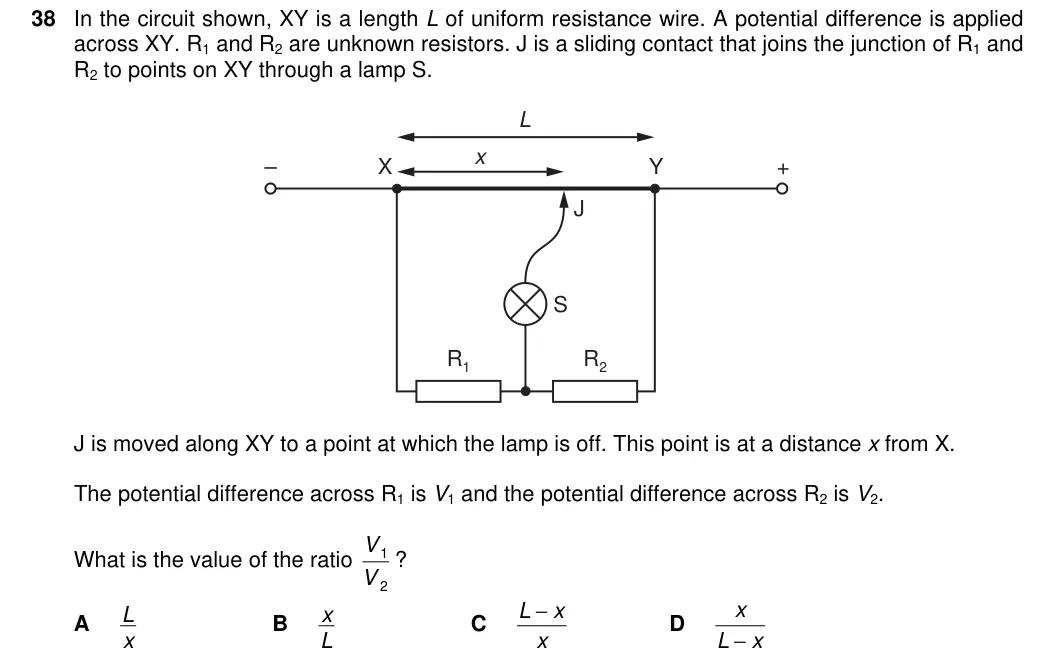 38 In the circuit shown, XY is a length L of uniform resistance wire. A potential difference is applied
across XY. R₁ and R₂ are unknown resistors. J is a sliding contact that joins the junction of R₁ and
R₂ to points on XY through a lamp S.
L
X x Y
– +
J
S
R₁ R₂
J is moved along XY to a point at which the lamp is off. This point is at a distance x from X.
The potential difference across R₁ is V₁ and the potential difference across R₂ is V₂.
What is the value of the ratio V₁/V₂ ?
A L/x B x/L C (L – x)/x D x/(L – x)